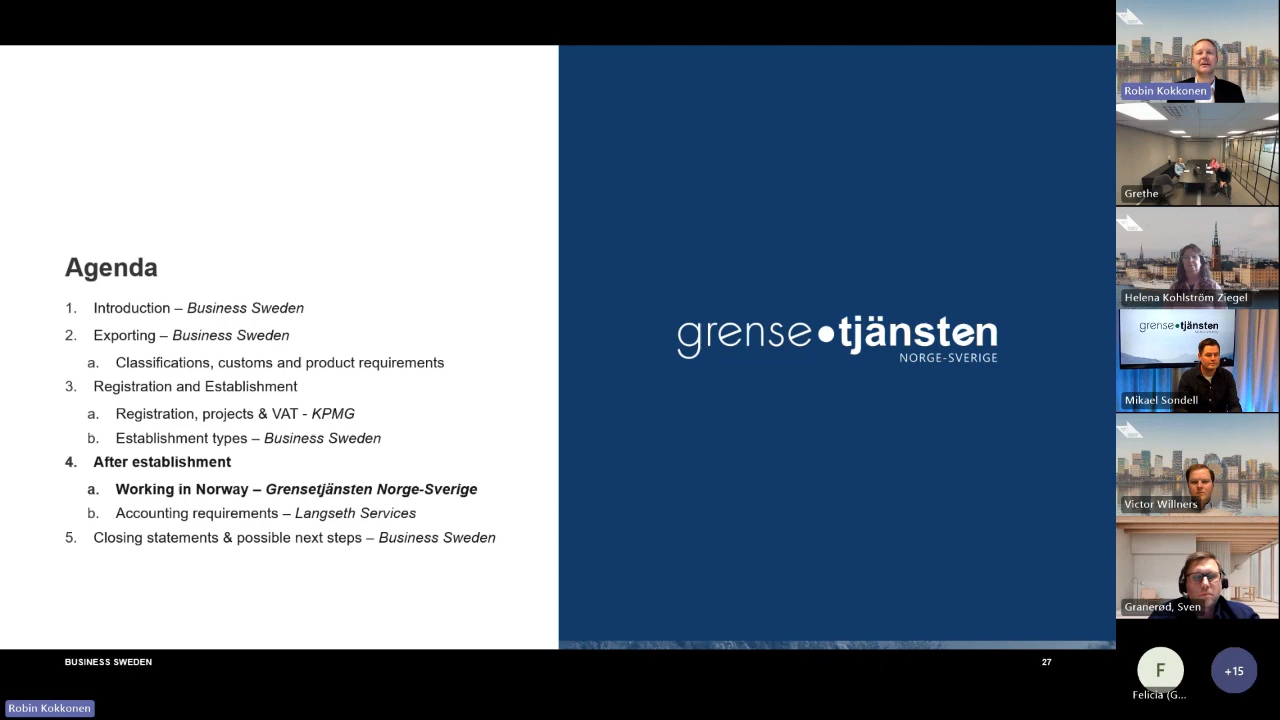 Agenda
1. Introduction – Business Sweden
2. Exporting – Business Sweden
a. Classifications, customs and product requirements
3. Registration and Establishment
a. Registration, projects & VAT - KPMG
b. Establishment types – Business Sweden
4. After establishment
a. Working in Norway – Grensetjänsten Norge-Sverige
b. Accounting requirements – Langseth Services
5. Closing statements & possible next steps – Business Sweden
grense•tjänsten
NORGE-SVERIGE
BUSINESS SWEDEN
27
Robin Kokkonen
Robin Kokkonen
Grethe
Helena Kohlström Ziegel
grense•tjänsten
Mikael Sondell
Victor Willners
Granerød, Sven
F
Felicia (G...
+15